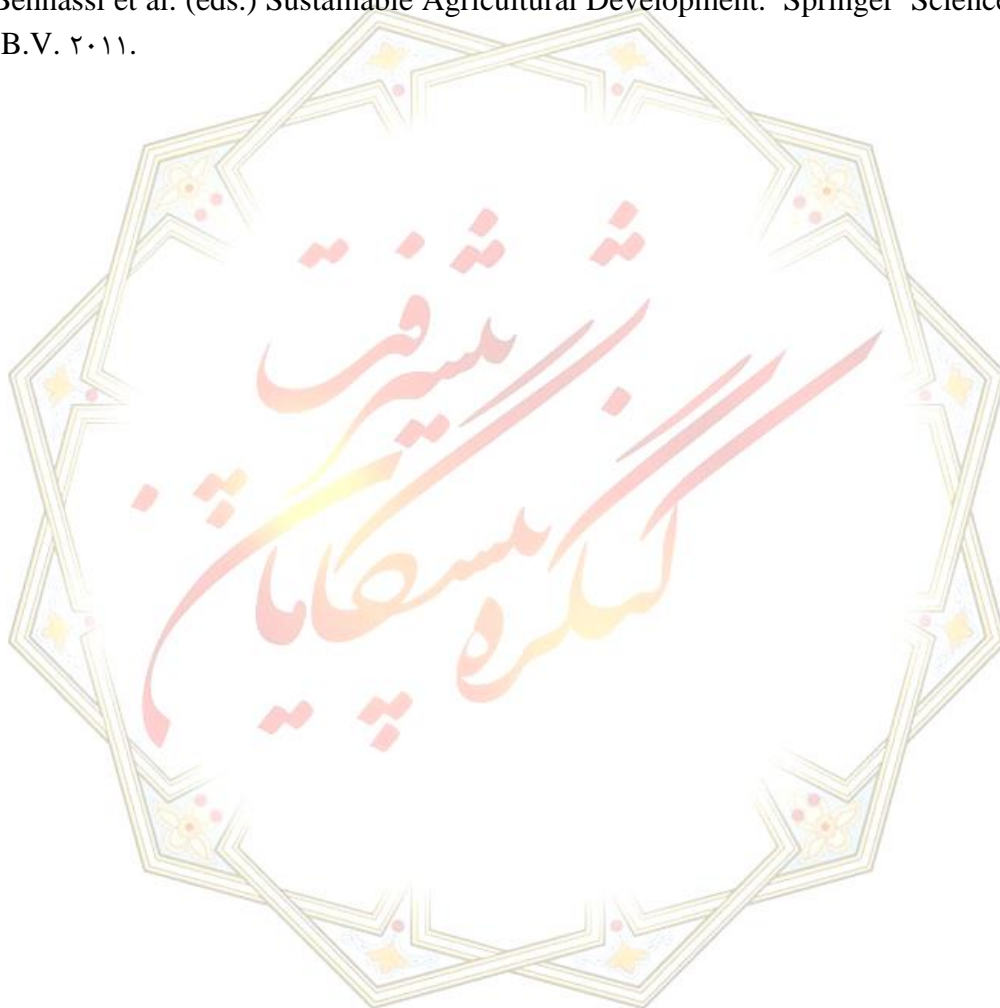 Behnassi et al. (eds.) Sustainable Agricultural Development. Springer Science
B.V. ۲۰۱۱.
کنگره پیشگامان
پیشرفت